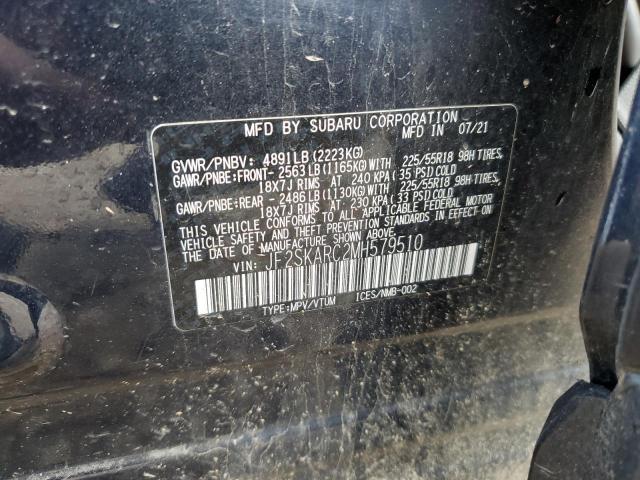 MFD BY SUBARU CORPORATION
MFD IN 07/21
GVWR/PNBV: 4891LB(2223KG)
GAWR/PNBE:FRONT- 2563LB(1165KG)WITH 225/55R18 98H TIRES,
18X7J RIMS AT 240 KPA(35 PSI)COLD
GAWR/PNBE:REAR - 2486LB(1130KG)WITH 225/55R18 98H TIRES,
18X7J RIMS AT 230 KPA(33 PSI)COLD
THIS VEHICLE CONFORMS TO ALL APPLICABLE FEDERAL MOTOR
VEHICLE SAFETY AND THEFT PREVENTION STANDARDS IN EFFECT ON
THE DATE OF MANUFACTURE SHOWN ABOVE.
VIN: JF2SKARC2MH579510
TYPE:MPV/VTUM ICES/NMB-002